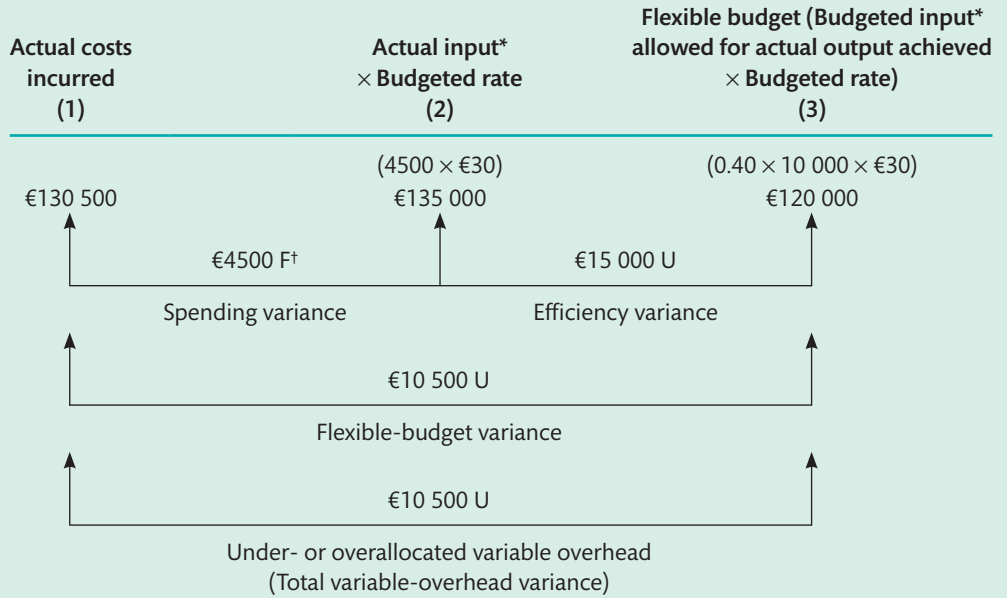 Actual costs
incurred
(1)
Actual input*
× Budgeted rate
(2)
Flexible budget (Budgeted input*
allowed for actual output achieved
× Budgeted rate)
(3)
(4500 × €30)
(0.40 × 10 000 × €30)
€130 500
€135 000
€120 000
€4500 F†
€15 000 U
Spending variance
Efficiency variance
€10 500 U
Flexible-budget variance
€10 500 U
Under- or overallocated variable overhead
(Total variable-overhead variance)